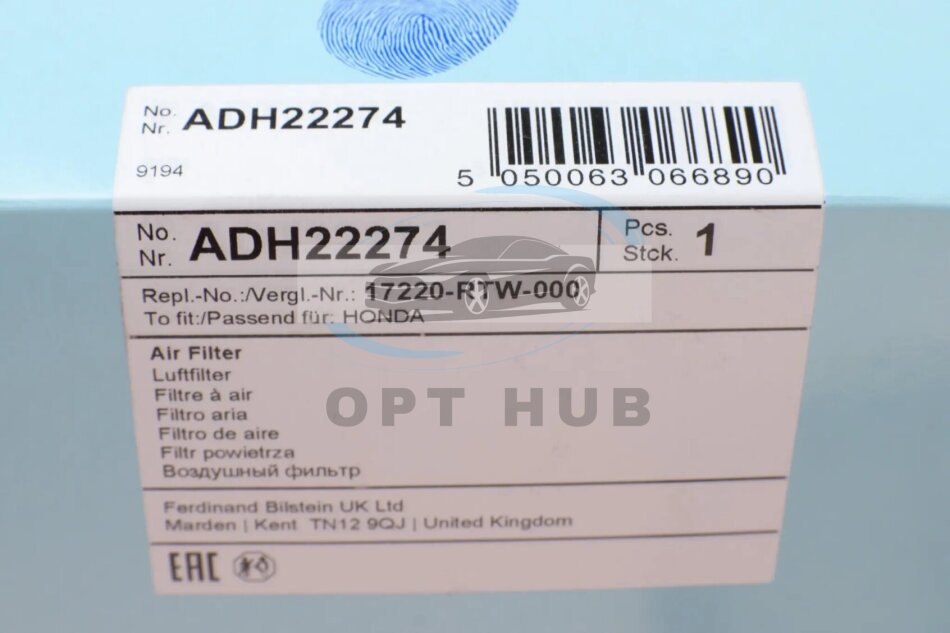 No.
Nr. ADH22274
9194
5 050063 066890
No.
Nr. ADH22274
Pcs.
Stck. 1
Repl.-No.:/Vergl.-Nr.: 17220-RTW-000
To fit:/Passend für: HONDA
Air Filter
Luftfilter
Filtre à air
Filtro aria
Filtro de aire
Filtr powietrza
Воздушный фильтр
OPT HUB
Ferdinand Bilstein UK Ltd
Marden | Kent TN12 9QJ | United Kingdom
EAC